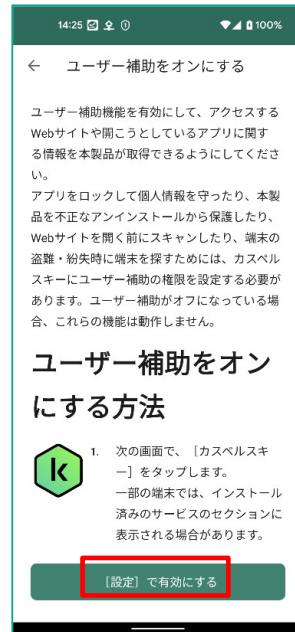 14:25 100%
← ユーザー補助をオンにする
ユーザー補助機能を有効にして、アクセスする
Webサイトや開こうとしているアプリに関す
る情報を本製品が取得できるようにしてくださ
い。
アプリをロックして個人情報を守ったり、本製
品を不正なアンインストールから保護したり、
Webサイトを開く前にスキャンしたり、端末の
盗難・紛失時に端末を探すためには、カスペル
スキーにユーザー補助の権限を設定する必要が
あります。ユーザー補助がオフになっている場
合、これらの機能は動作しません。
ユーザー補助をオン
にする方法
1. 次の画面で、［カスペルスキ
ー］をタップします。
一部の端末では、インストール
済みのサービスのセクションに
表示される場合があります。
［設定］で有効にする